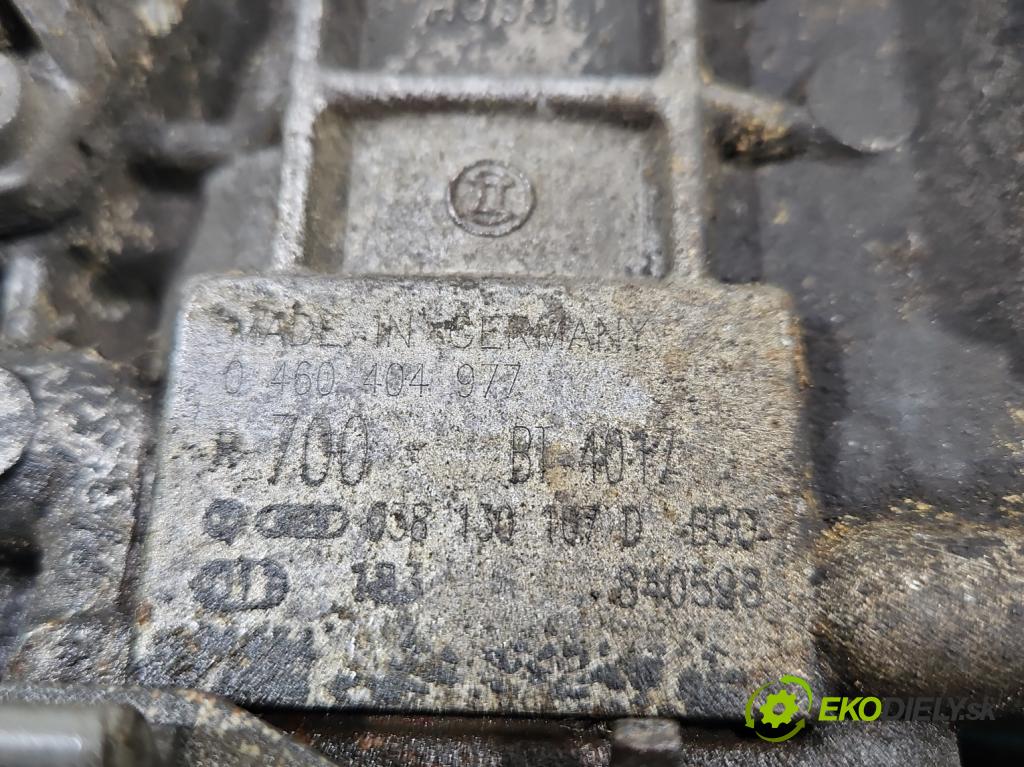 MADE IN GERMANY
0 460 404 977
R 700 BT 4017
038 130 107 D
183 840598
EKODIELY.sk